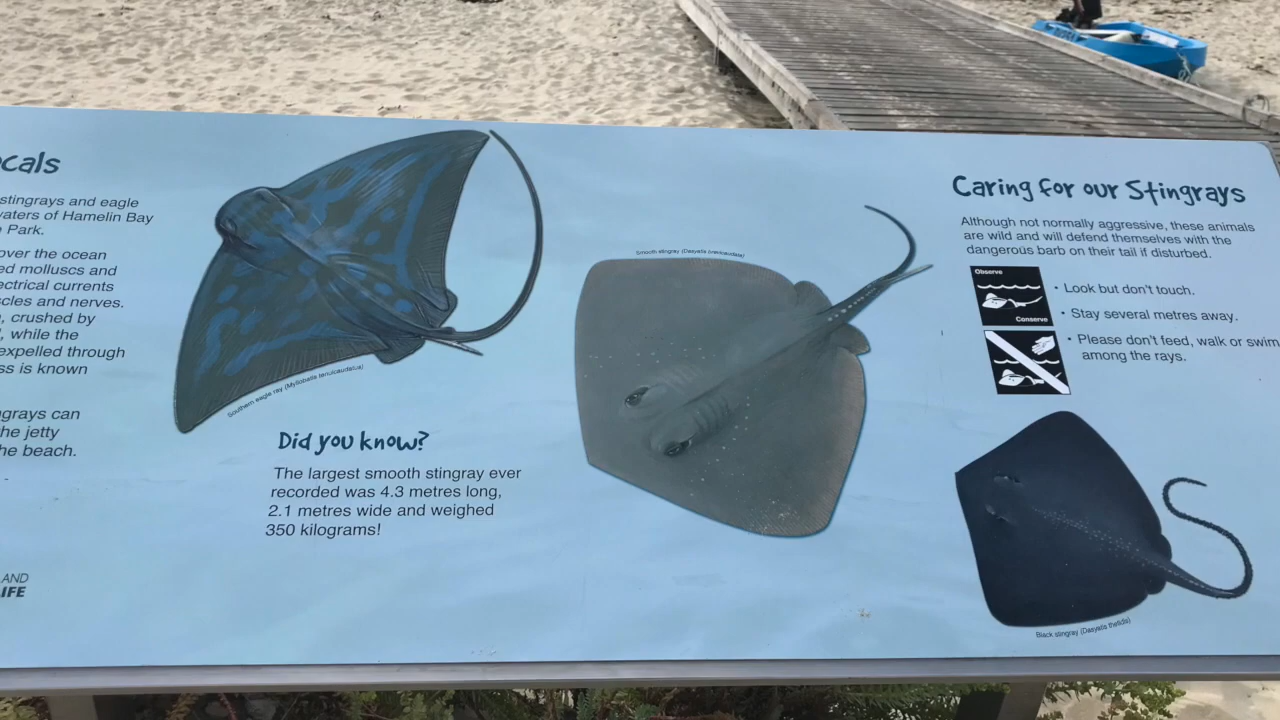 cals
stingrays and eagle
waters of Hamelin Bay
Park.
over the ocean
ed molluscs and
ectrical currents
scles and nerves.
, crushed by
, while the
expelled through
ss is known
ngrays can
he jetty
he beach.
AND
IFE
Southern eagle ray (Myliobatis tenuicaudatus)
Did you know?
The largest smooth stingray ever
recorded was 4.3 metres long,
2.1 metres wide and weighed
350 kilograms!
Smooth stingray (Dasyatis brevicaudata)
Caring for our Stingrays
Although not normally aggressive, these animals
are wild and will defend themselves with the
dangerous barb on their tail if disturbed.
Observe
Conserve
• Look but don't touch.
• Stay several metres away.
• Please don't feed, walk or swim
among the rays.
Black stingray (Dasyatis thetidis)